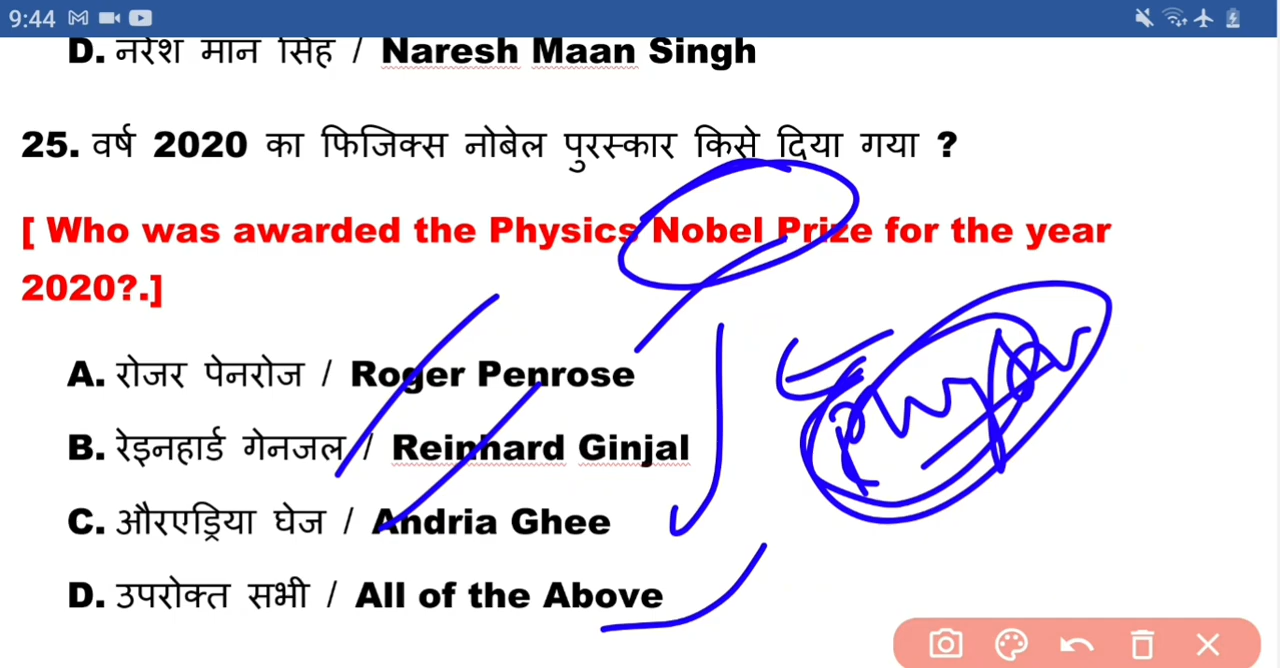 9:44
D. नरेश मान सिंह / Naresh Maan Singh
25. वर्ष 2020 का फिजिक्स नोबेल पुरस्कार किसे दिया गया ?
[ Who was awarded the Physics Nobel Prize for the year
2020?.]
A. रोजर पेनरोज / Roger Penrose
B. रेइनहार्ड गेनजल / Reinhard Ginjal
C. औरएड्रिया घेज / Andria Ghee
D. उपरोक्त सभी / All of the Above